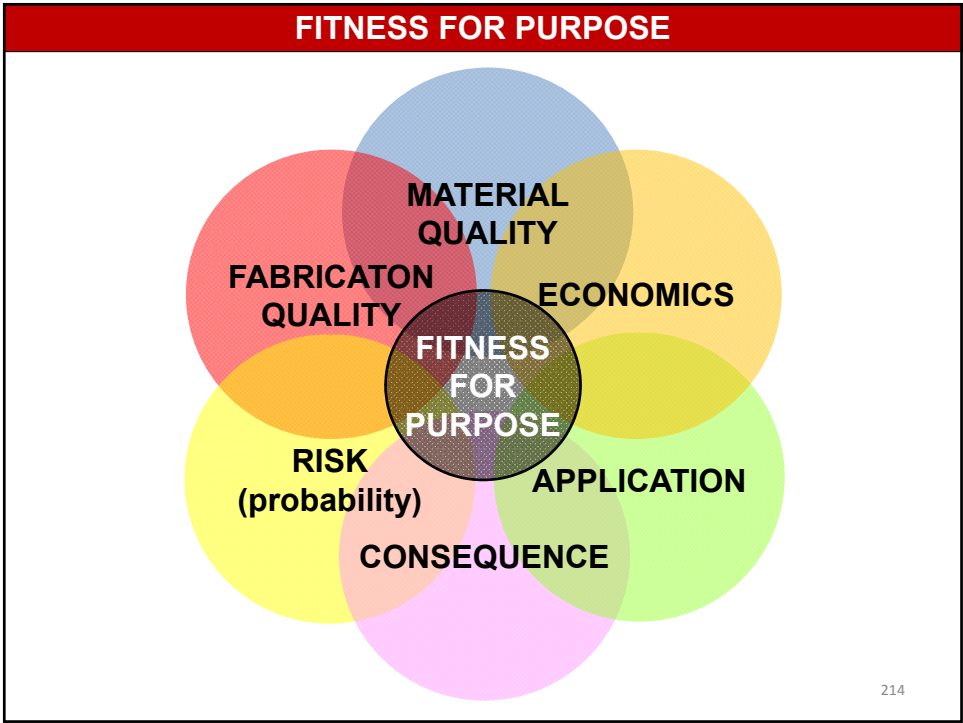 FITNESS FOR PURPOSE
MATERIAL
QUALITY
FABRICATON
QUALITY
ECONOMICS
FITNESS
FOR
PURPOSE
RISK
(probability)
APPLICATION
CONSEQUENCE
214